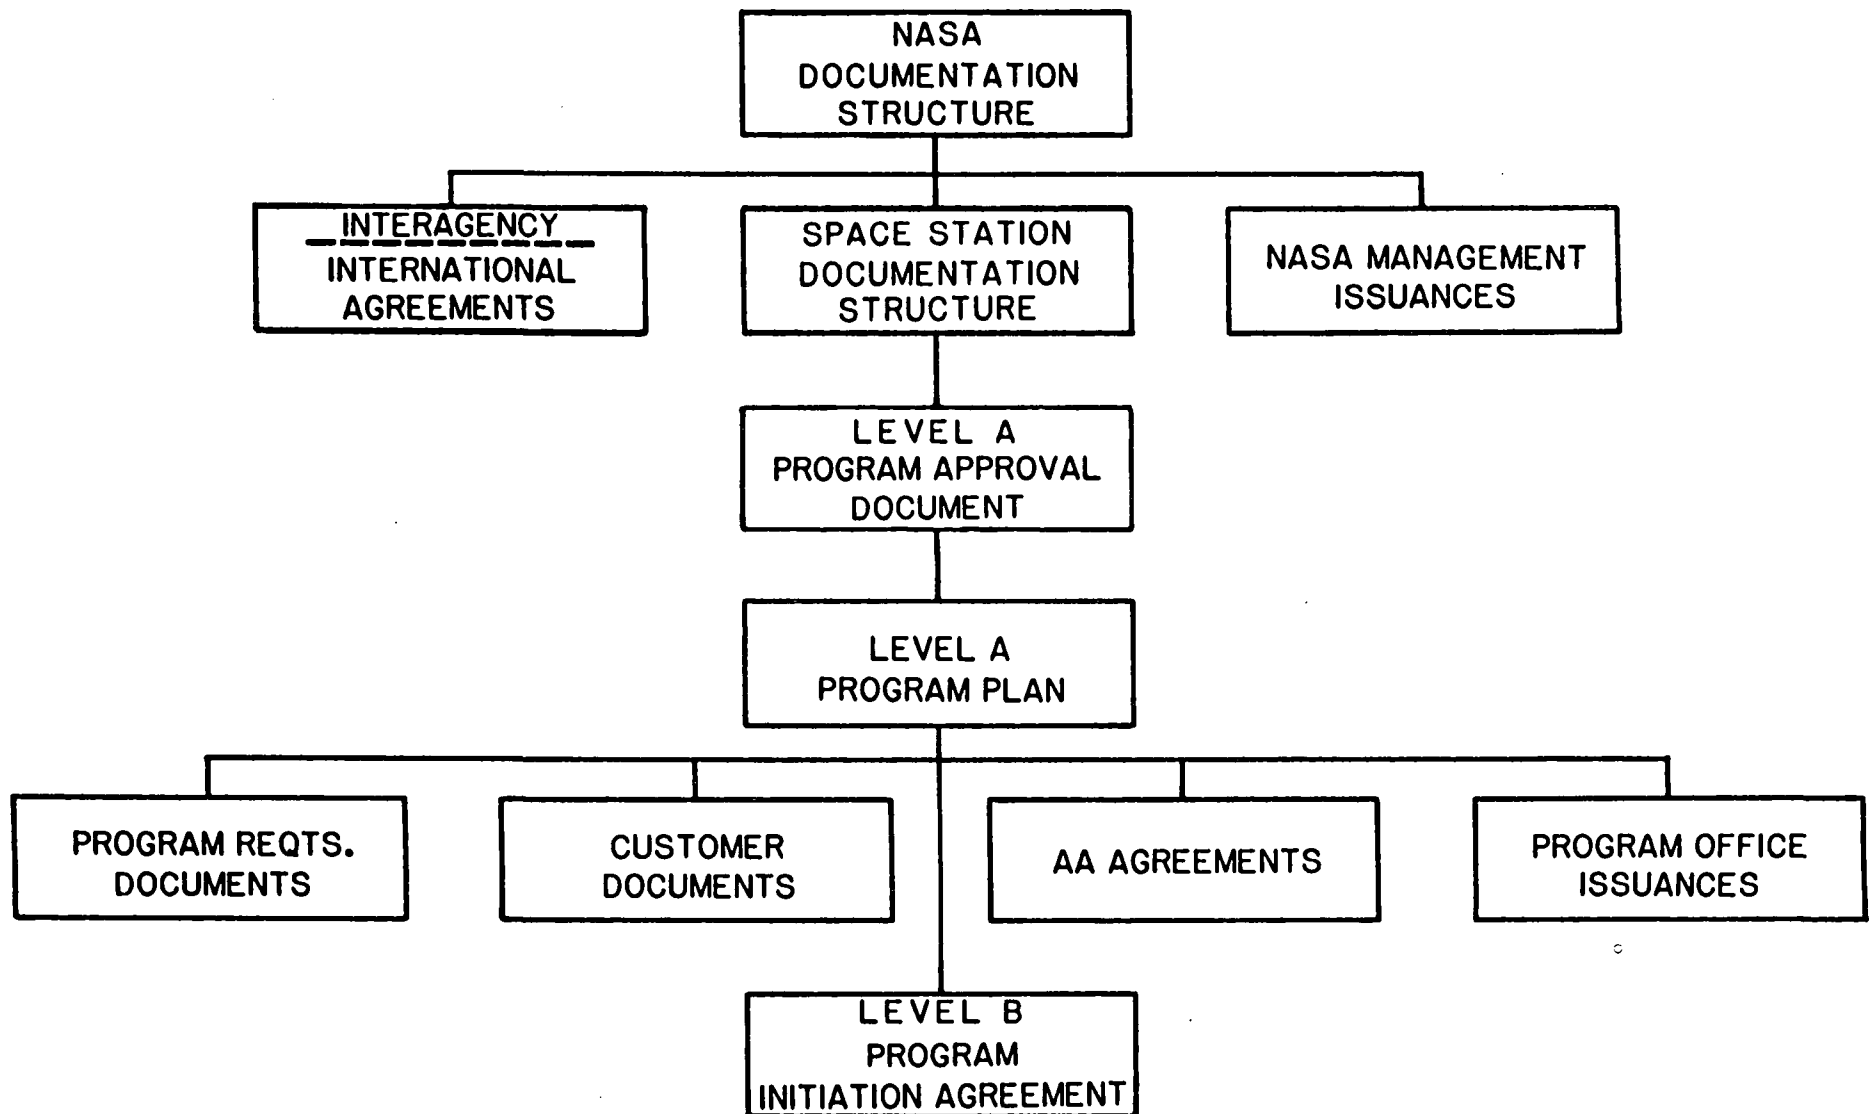 NASA
DOCUMENTATION
STRUCTURE
INTERAGENCY
INTERNATIONAL
AGREEMENTS
SPACE STATION
DOCUMENTATION
STRUCTURE
NASA MANAGEMENT
ISSUANCES
LEVEL A
PROGRAM APPROVAL
DOCUMENT
LEVEL A
PROGRAM PLAN
PROGRAM REQTS.
DOCUMENTS
CUSTOMER
DOCUMENTS
AA AGREEMENTS
PROGRAM OFFICE
ISSUANCES
LEVEL B
PROGRAM
INITIATION AGREEMENT